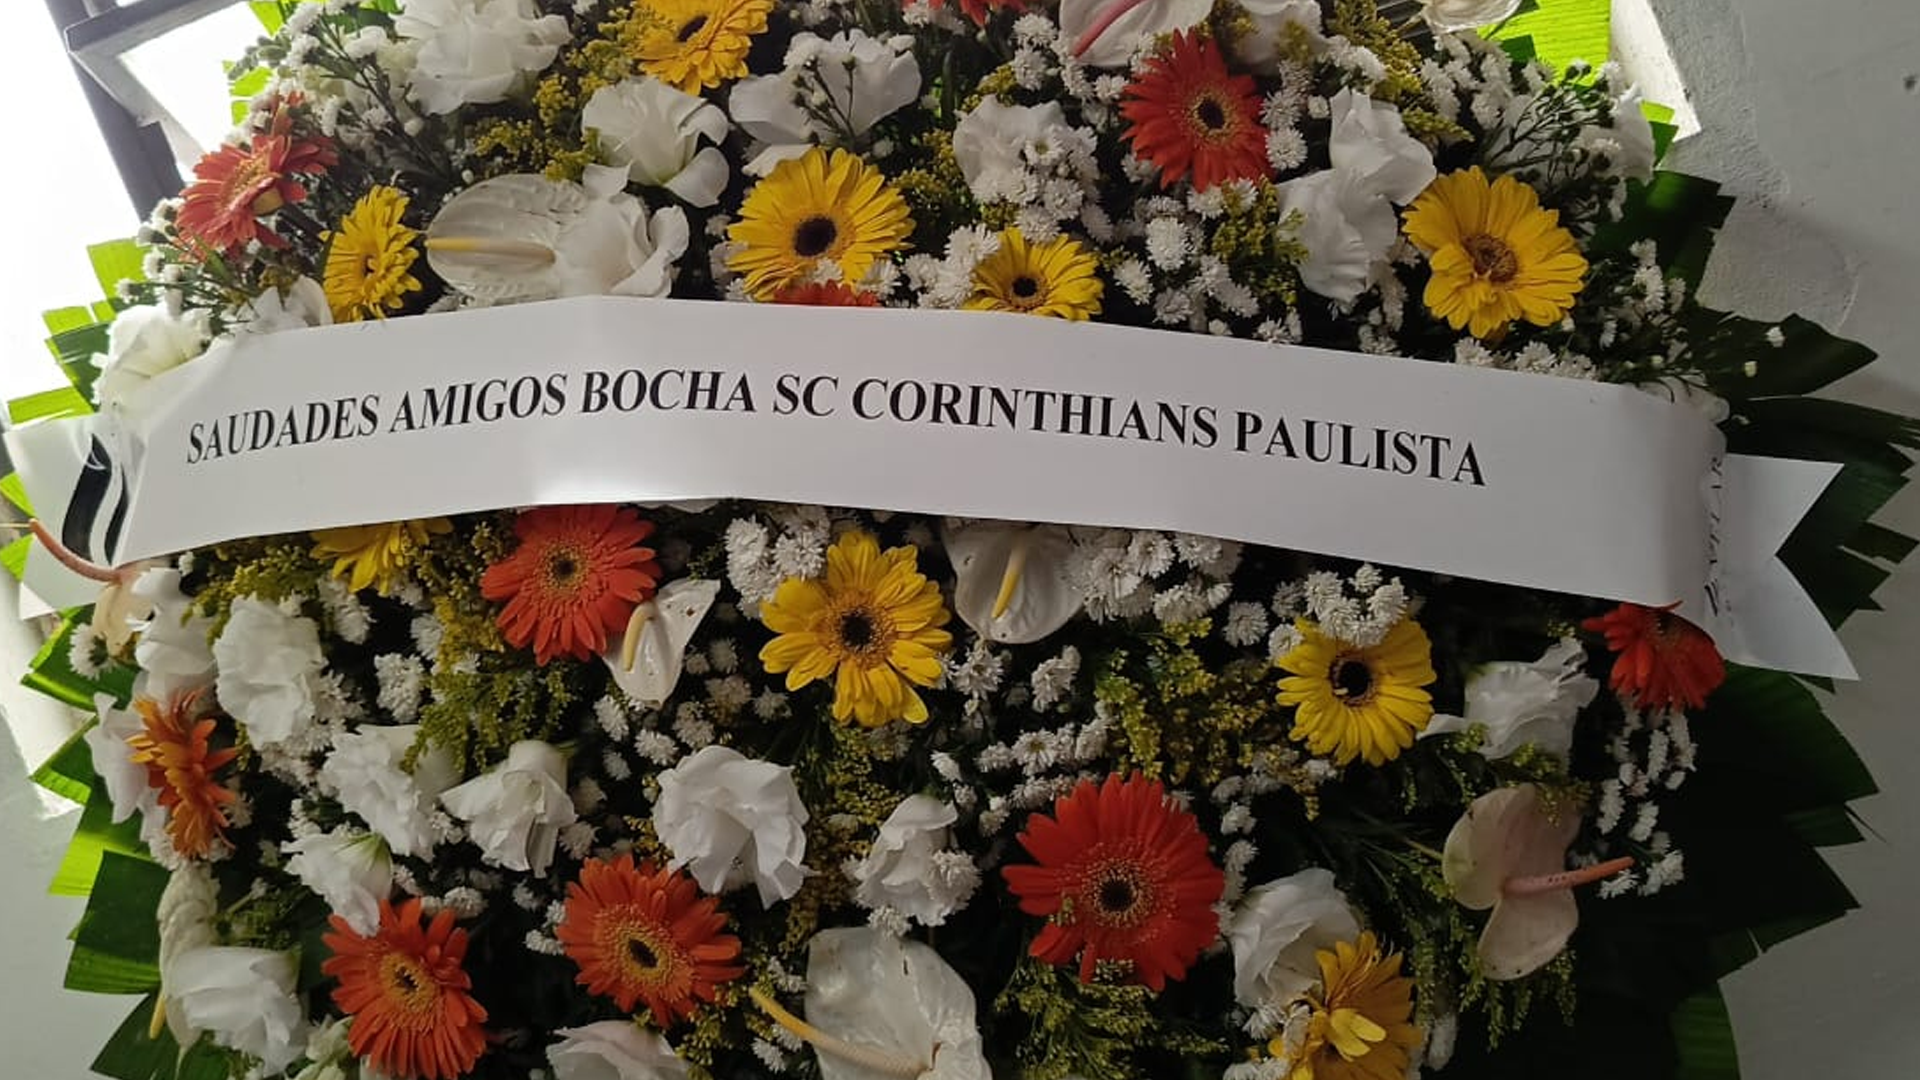 SAUDADES AMIGOS BOCHA SC CORINTHIANS PAULISTA